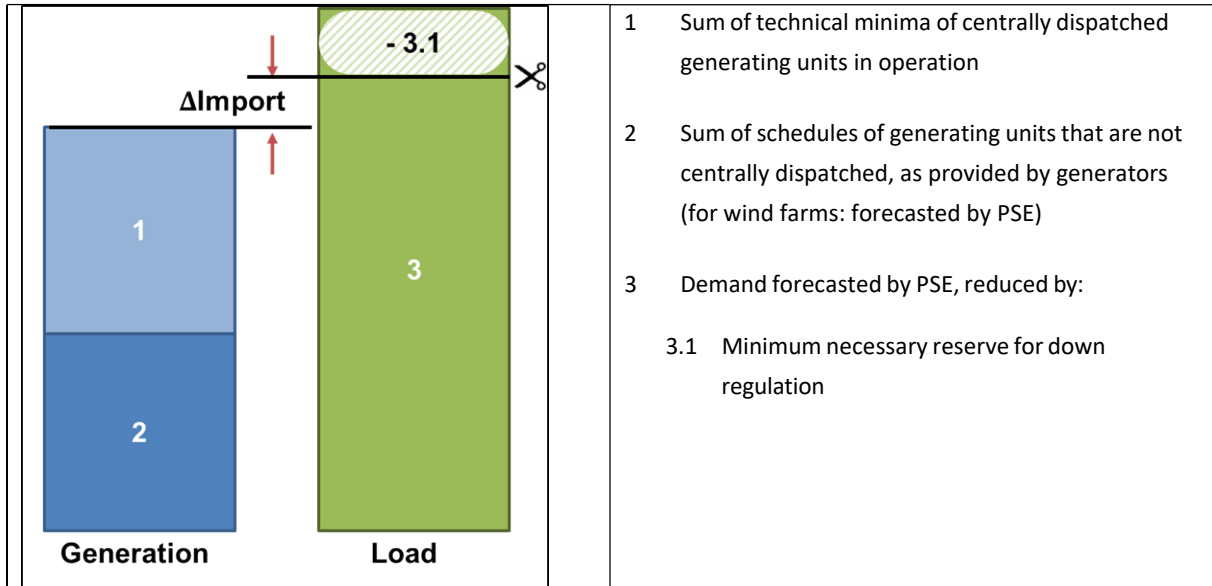 - 3.1
ΔImport
1
3
2
Generation
Load
1 Sum of technical minima of centrally dispatched
generating units in operation
2 Sum of schedules of generating units that are not
centrally dispatched, as provided by generators
(for wind farms: forecasted by PSE)
3 Demand forecasted by PSE, reduced by:
3.1 Minimum necessary reserve for down
regulation